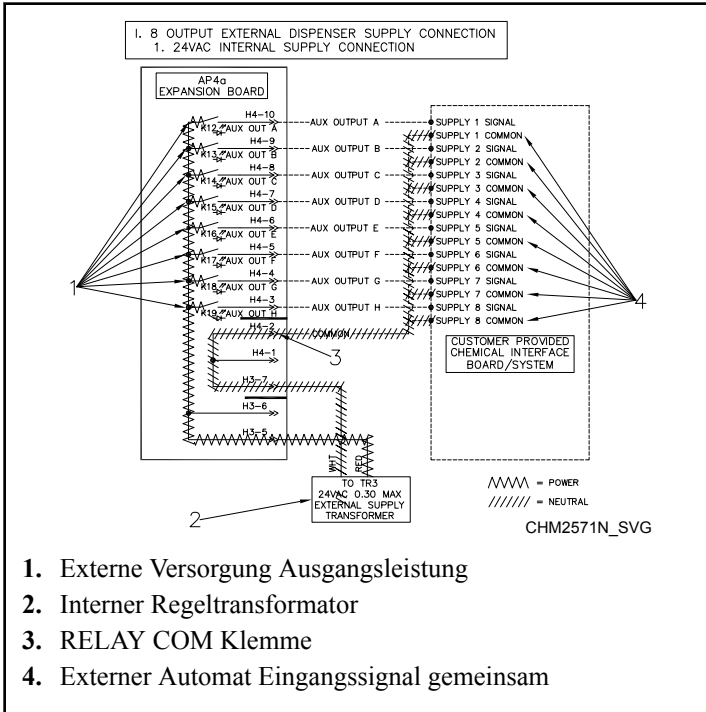 I. 8 OUTPUT EXTERNAL DISPENSER SUPPLY CONNECTION
1. 24VAC INTERNAL SUPPLY CONNECTION
AP4a
EXPANSION BOARD
H4-10
K12 AUX OUT A
AUX OUTPUT A
SUPPLY 1 SIGNAL
SUPPLY 1 COMMON
H4-9
K13 AUX OUT B
AUX OUTPUT B
SUPPLY 2 SIGNAL
SUPPLY 2 COMMON
H4-8
K14 AUX OUT C
AUX OUTPUT C
SUPPLY 3 SIGNAL
SUPPLY 3 COMMON
H4-7
K15 AUX OUT D
AUX OUTPUT D
SUPPLY 4 SIGNAL
SUPPLY 4 COMMON
H4-6
K16 AUX OUT E
AUX OUTPUT E
SUPPLY 5 SIGNAL
SUPPLY 5 COMMON
H4-5
K17 AUX OUT F
AUX OUTPUT F
SUPPLY 6 SIGNAL
SUPPLY 6 COMMON
H4-4
K18 AUX OUT G
AUX OUTPUT G
SUPPLY 7 SIGNAL
SUPPLY 7 COMMON
H4-3
K19 AUX OUT H
AUX OUTPUT H
SUPPLY 8 SIGNAL
SUPPLY 8 COMMON
1
4
H4-2
COMMON
3
H4-1
H3-7
H3-6
H3-5
CUSTOMER PROVIDED
CHEMICAL INTERFACE
BOARD/SYSTEM
WHT
RED
2
TO TR3
24VAC 0.30 MAX
EXTERNAL SUPPLY
TRANSFORMER
= POWER
= NEUTRAL
CHM2571N_SVG
1. Externe Versorgung Ausgangsleistung
2. Interner Regeltransformator
3. RELAY COM Klemme
4. Externer Automat Eingangssignal gemeinsam